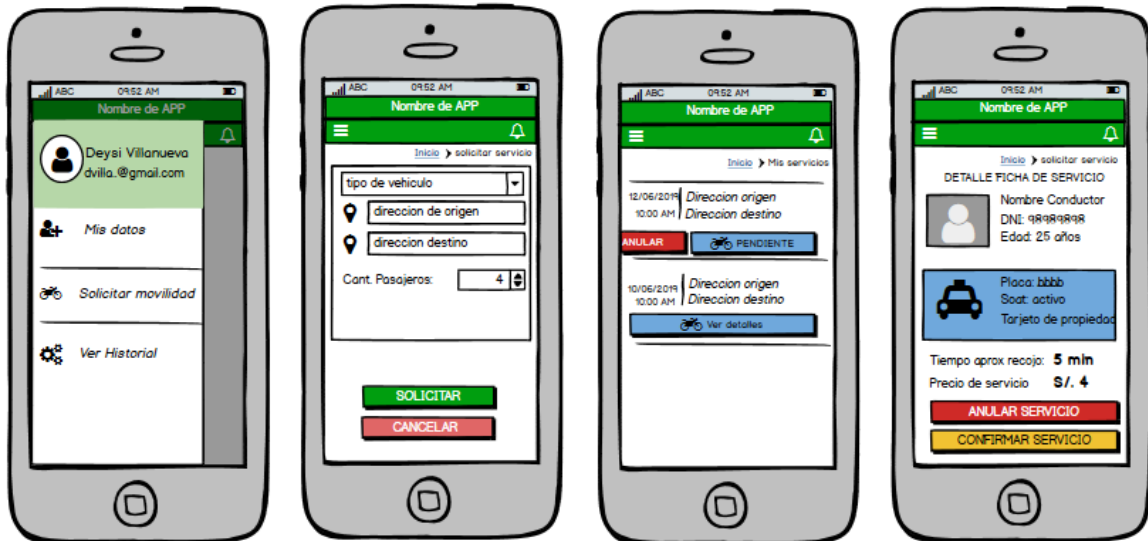 ABC 09:52 AM
Nombre de APP
Deysi Villanueva
dvilla..@gmail.com
Mis datos
Solicitar movilidad
Ver Historial
ABC 09:52 AM
Nombre de APP
Inicio solicitar servicio
tipo de vehiculo
direccion de origen
direccion destino
Cant. Pasajeros: 4
SOLICITAR
CANCELAR
ABC 09:52 AM
Nombre de APP
Inicio Mis servicios
12/06/2019 Direccion origen
10:00 AM Direccion destino
ANULAR PENDIENTE
10/06/2019 Direccion origen
10:00 AM Direccion destino
Ver detalles
ABC 09:52 AM
Nombre de APP
Inicio solicitar servicio
DETALLE FICHA DE SERVICIO
Nombre Conductor
DNI: 98989898
Edad: 25 años
Placa: bbbb
Soat: activo
Tarjeto de propiedad
Tiempo aprox recojo: 5 min
Precio de servicio S/. 4
ANULAR SERVICIO
CONFIRMAR SERVICIO